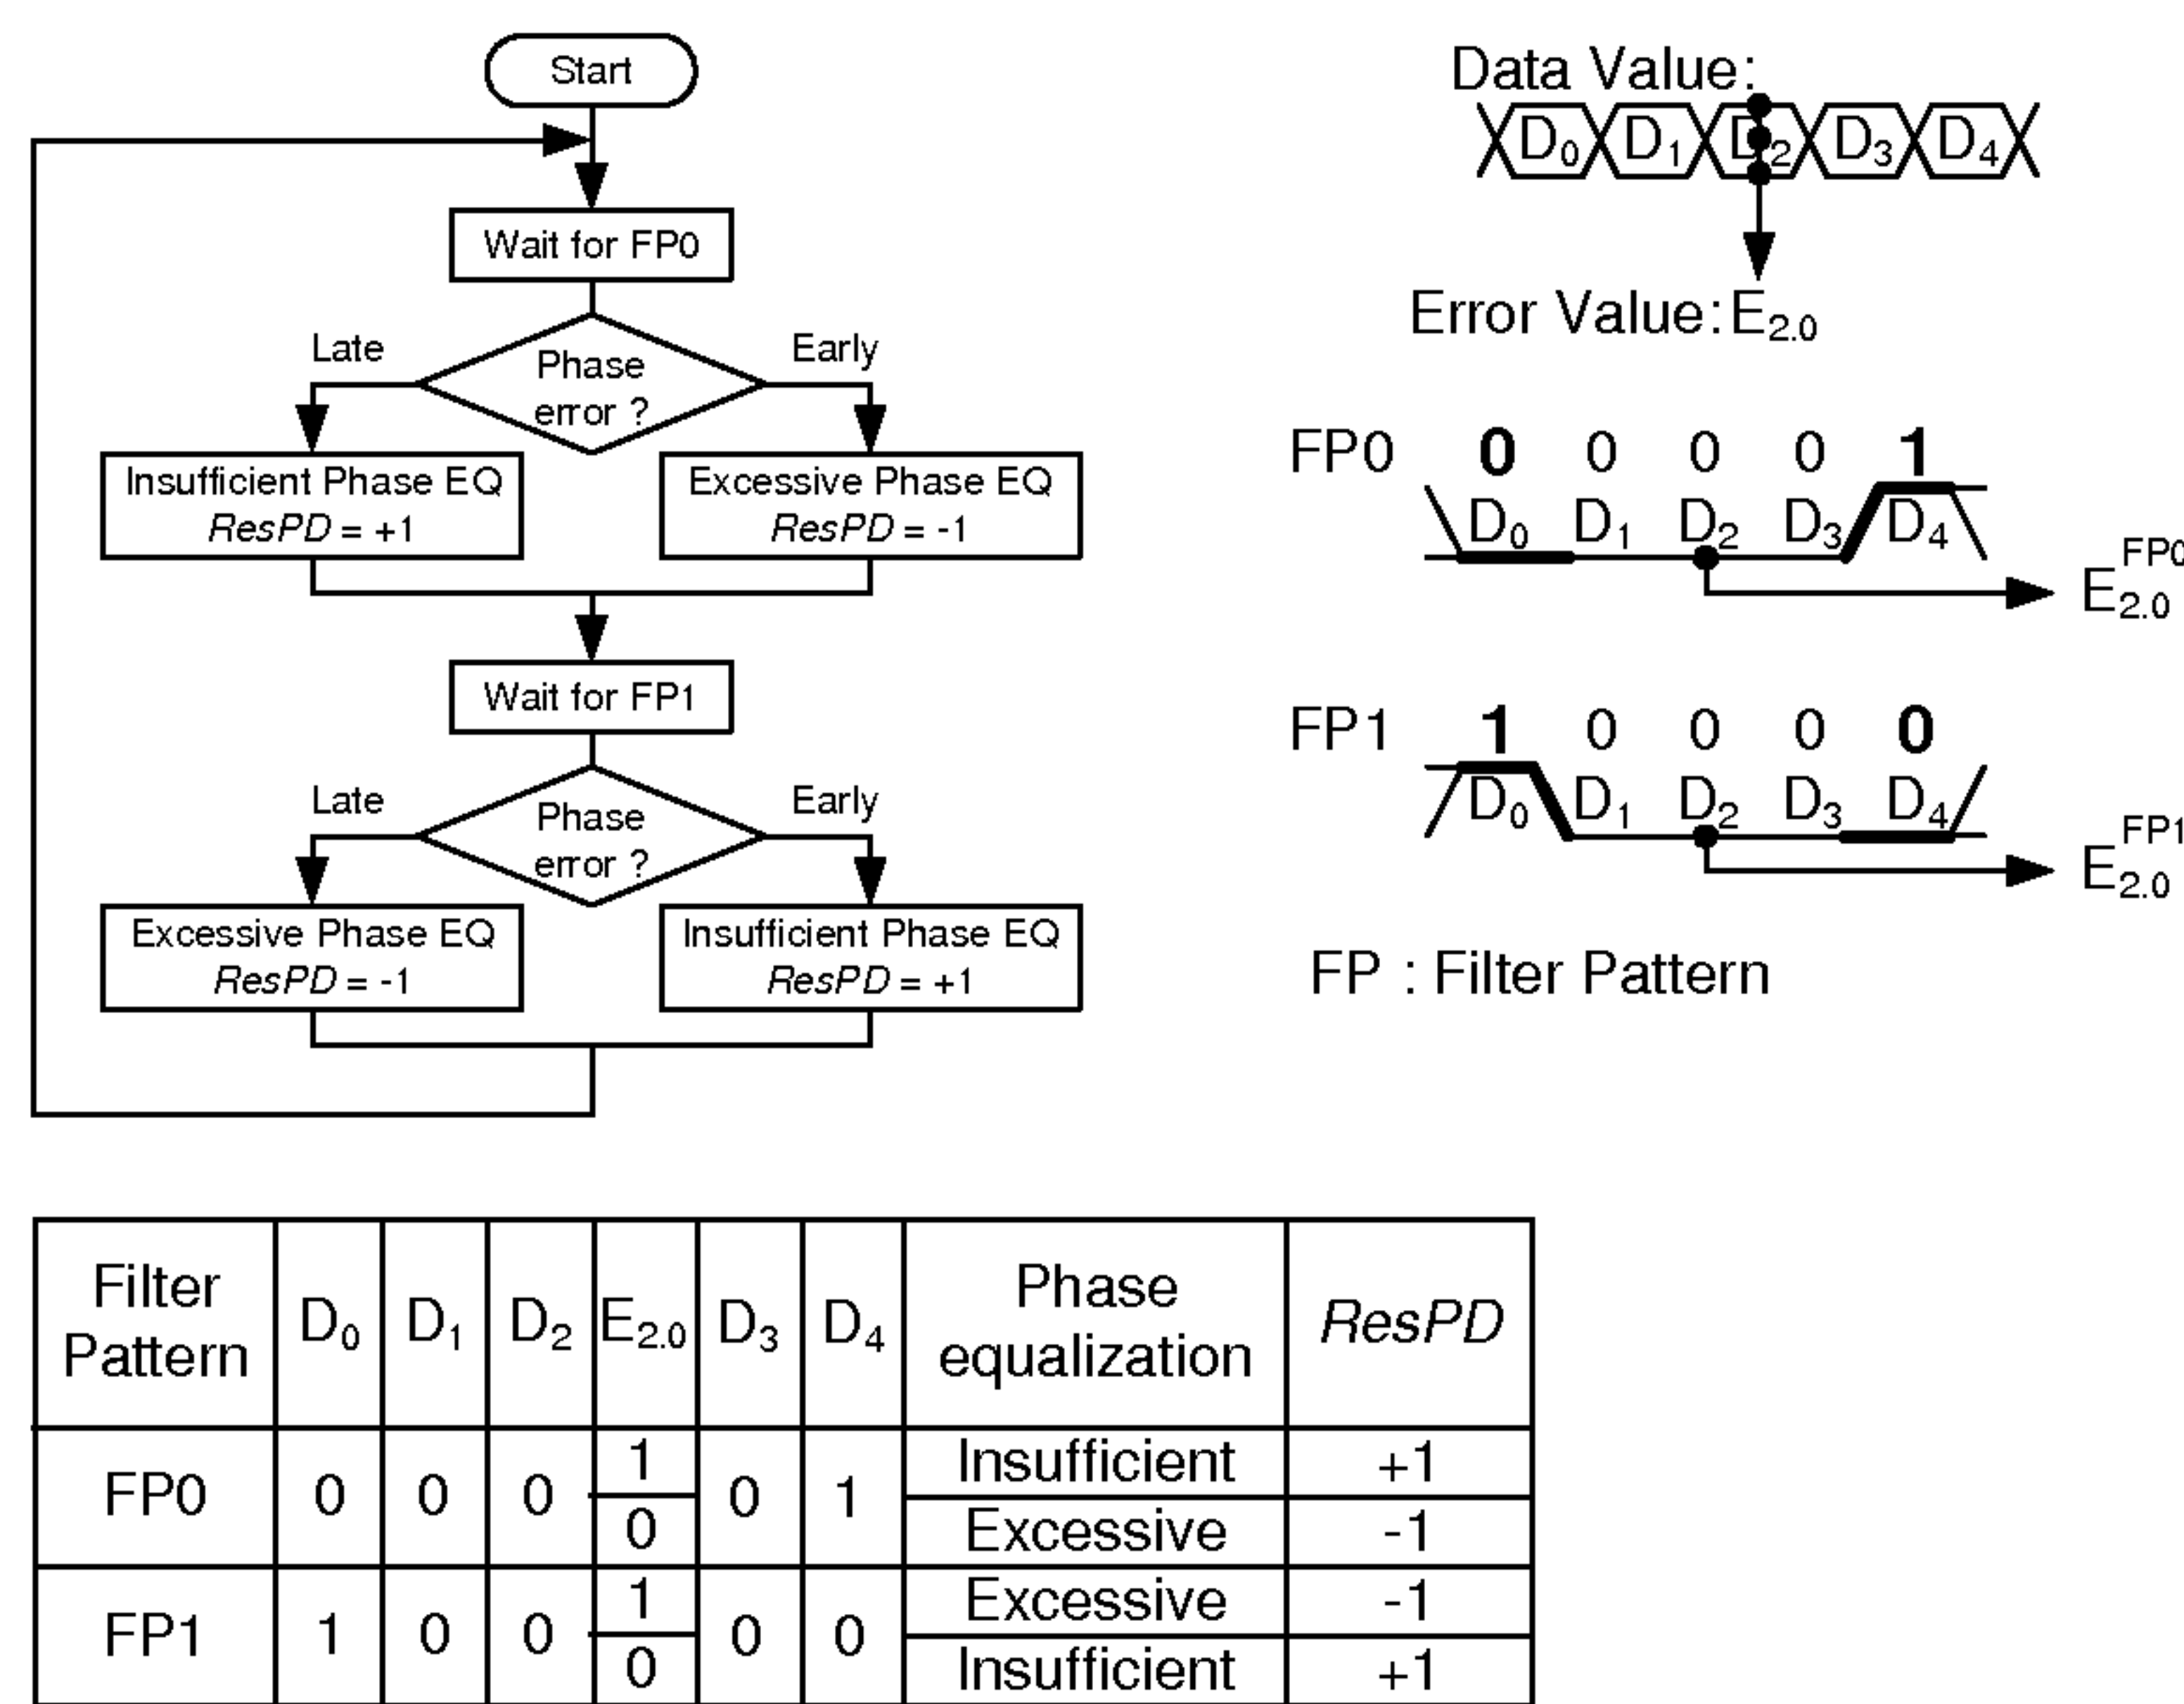 Start
Wait for FP0
Late
Early
Phase
error ?
Insufficient Phase EQ
ResPD = +1
Excessive Phase EQ
ResPD = -1
Wait for FP1
Late
Early
Phase
error ?
Excessive Phase EQ
ResPD = -1
Insufficient Phase EQ
ResPD = +1
Data Value:
D0 D1 D2 D3 D4
Error Value:E2.0
FP0 0 0 0 0 1
D0 D1 D2 D3 D4
E2.0 FP0
FP1 1 0 0 0 0
D0 D1 D2 D3 D4
E2.0 FP1
FP : Filter Pattern
Filter Pattern D0 D1 D2 E2.0 D3 D4 Phase equalization ResPD
FP0 0 0 0 1 0 1 Insufficient +1
0 Excessive -1
FP1 1 0 0 1 0 0 Excessive -1
0 Insufficient +1